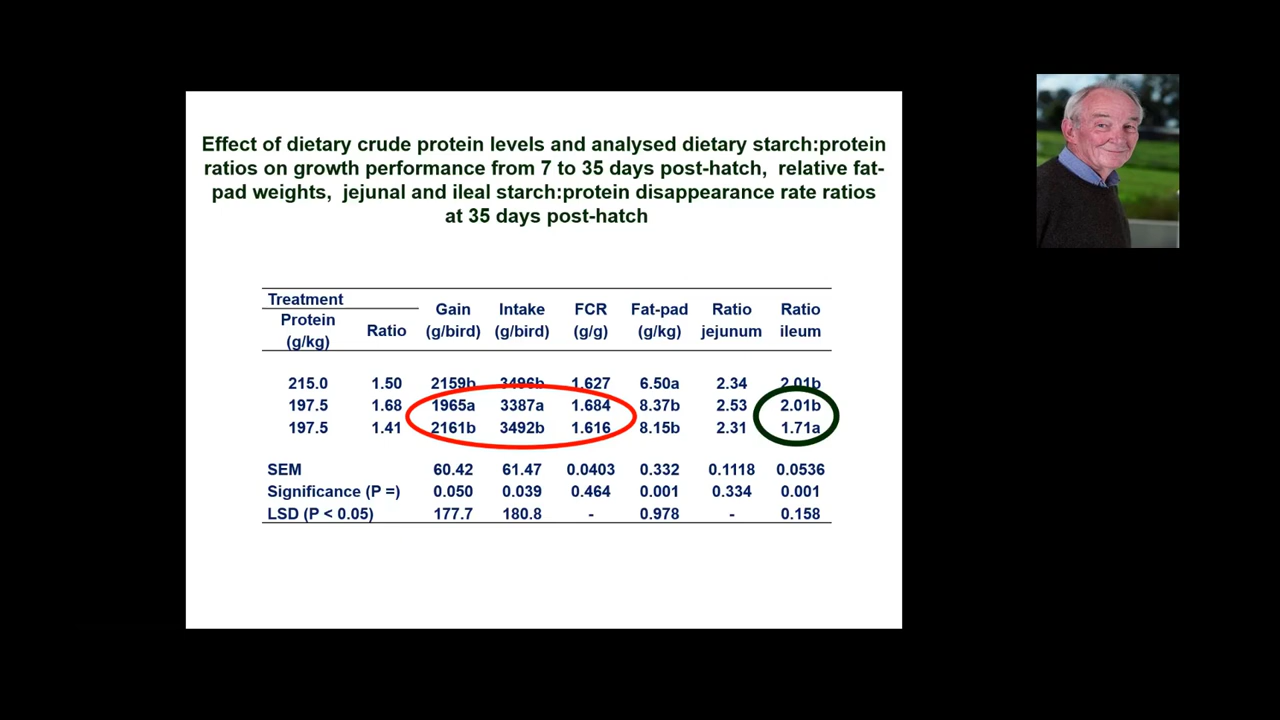 Effect of dietary crude protein levels and analysed dietary starch:protein
ratios on growth performance from 7 to 35 days post-hatch, relative fat-
pad weights, jejunal and ileal starch:protein disappearance rate ratios
at 35 days post-hatch
Treatment
Protein (g/kg) Ratio Gain (g/bird) Intake (g/bird) FCR (g/g) Fat-pad (g/kg) Ratio jejunum Ratio ileum
215.0 1.50 2159b 3496b 1.627 6.50a 2.34 2.01b
197.5 1.68 1965a 3387a 1.684 8.37b 2.53 2.01b
197.5 1.41 2161b 3492b 1.616 8.15b 2.31 1.71a
SEM 60.42 61.47 0.0403 0.332 0.1118 0.0536
Significance (P =) 0.050 0.039 0.464 0.001 0.334 0.001
LSD (P < 0.05) 177.7 180.8 - 0.978 - 0.158